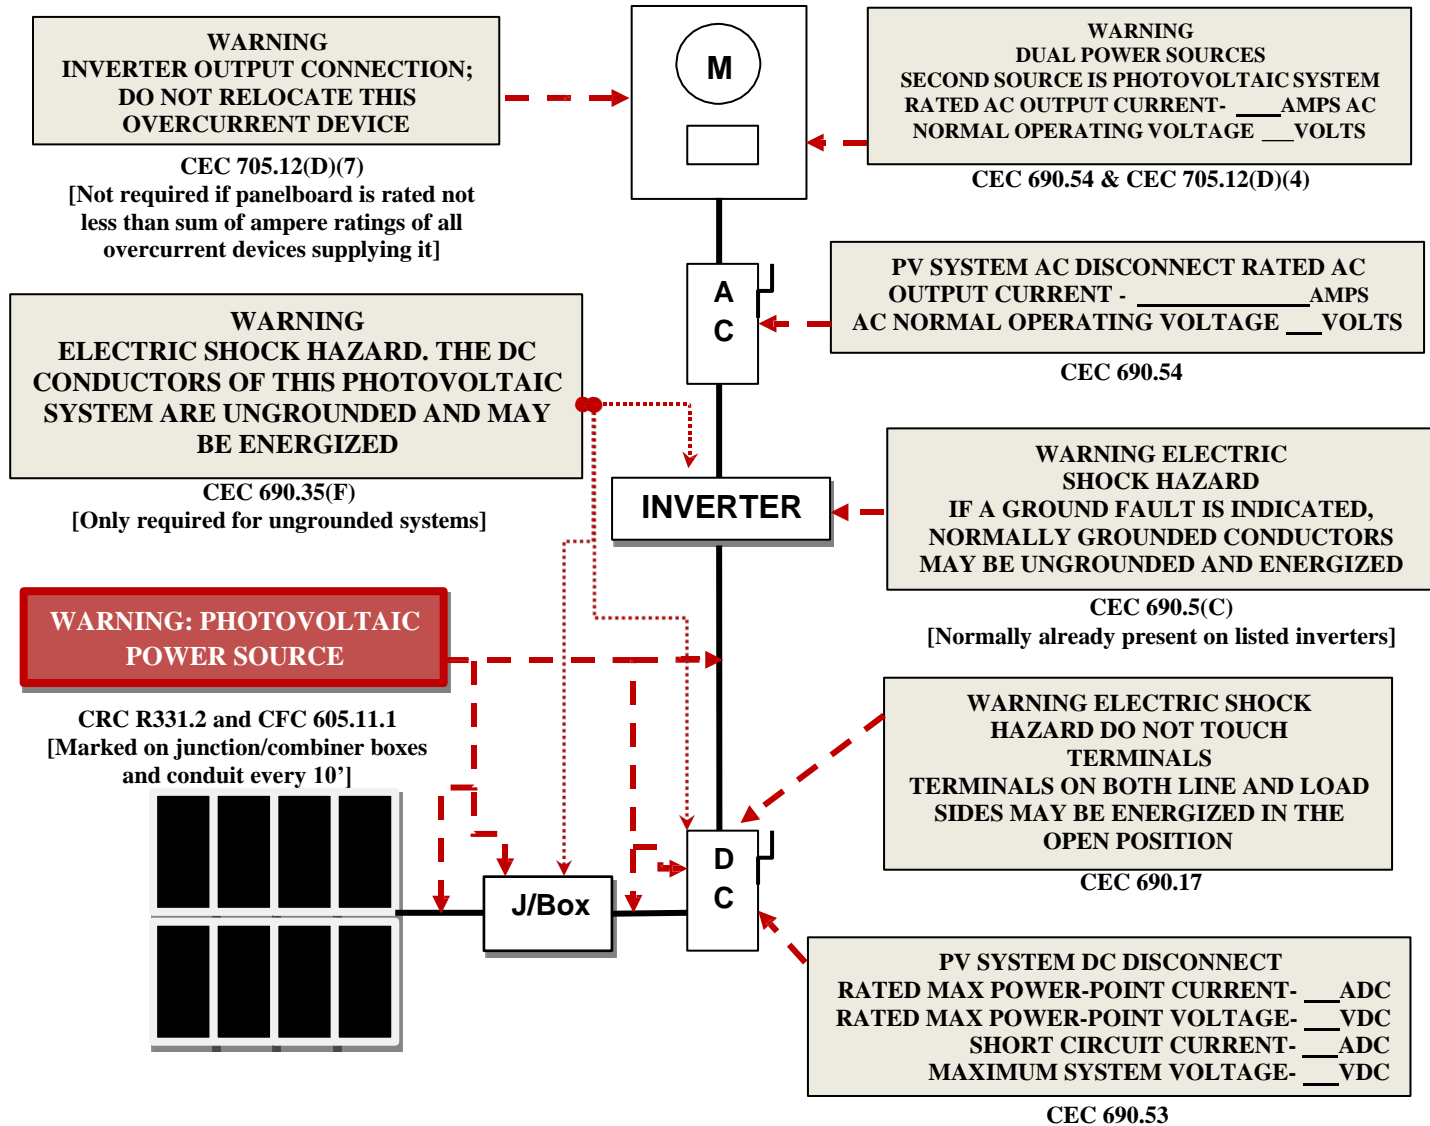 WARNING
INVERTER OUTPUT CONNECTION;
DO NOT RELOCATE THIS
OVERCURRENT DEVICE
CEC 705.12(D)(7)
[Not required if panelboard is rated not
less than sum of ampere ratings of all
overcurrent devices supplying it]
M
WARNING
DUAL POWER SOURCES
SECOND SOURCE IS PHOTOVOLTAIC SYSTEM
RATED AC OUTPUT CURRENT- ____AMPS AC
NORMAL OPERATING VOLTAGE ___VOLTS
CEC 690.54 & CEC 705.12(D)(4)
A
C
PV SYSTEM AC DISCONNECT RATED AC
OUTPUT CURRENT - ______________AMPS
AC NORMAL OPERATING VOLTAGE ___VOLTS
CEC 690.54
WARNING
ELECTRIC SHOCK HAZARD. THE DC
CONDUCTORS OF THIS PHOTOVOLTAIC
SYSTEM ARE UNGROUNDED AND MAY
BE ENERGIZED
CEC 690.35(F)
[Only required for ungrounded systems]
INVERTER
WARNING ELECTRIC
SHOCK HAZARD
IF A GROUND FAULT IS INDICATED,
NORMALLY GROUNDED CONDUCTORS
MAY BE UNGROUNDED AND ENERGIZED
CEC 690.5(C)
[Normally already present on listed inverters]
WARNING: PHOTOVOLTAIC
POWER SOURCE
CRC R331.2 and CFC 605.11.1
[Marked on junction/combiner boxes
and conduit every 10’]
WARNING ELECTRIC SHOCK
HAZARD DO NOT TOUCH
TERMINALS
TERMINALS ON BOTH LINE AND LOAD
SIDES MAY BE ENERGIZED IN THE
OPEN POSITION
CEC 690.17
J/Box
D
C
PV SYSTEM DC DISCONNECT
RATED MAX POWER-POINT CURRENT- ___ADC
RATED MAX POWER-POINT VOLTAGE- ___VDC
SHORT CIRCUIT CURRENT- ___ADC
MAXIMUM SYSTEM VOLTAGE- ___VDC
CEC 690.53